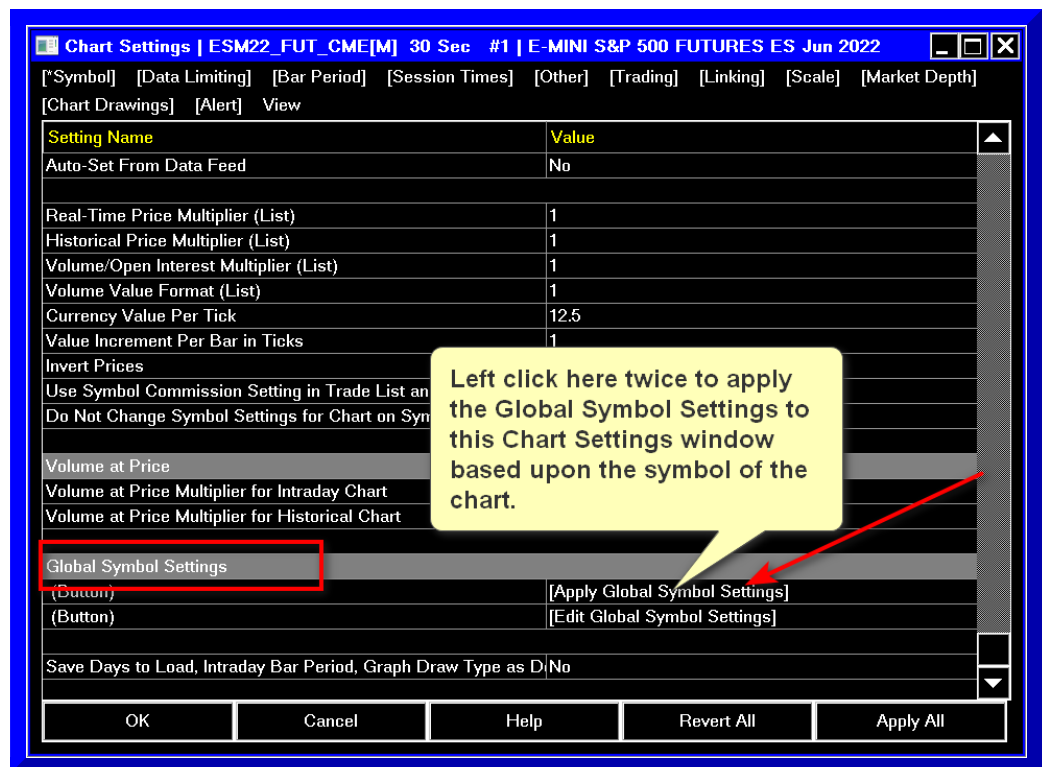 Chart Settings | ESM22_FUT_CME[M] 30 Sec #1 | E-MINI S&P 500 FUTURES ES Jun 2022
[*Symbol] [Data Limiting] [Bar Period] [Session Times] [Other] [Trading] [Linking] [Scale] [Market Depth]
[Chart Drawings] [Alert] View
Setting Name Value
Auto-Set From Data Feed No
Real-Time Price Multiplier (List) 1
Historical Price Multiplier (List) 1
Volume/Open Interest Multiplier (List) 1
Volume Value Format (List) 1
Currency Value Per Tick 12.5
Value Increment Per Bar in Ticks 1
Invert Prices
Use Symbol Commission Setting in Trade List an
Do Not Change Symbol Settings for Chart on Sym
Left click here twice to apply
the Global Symbol Settings to
this Chart Settings window
based upon the symbol of the
chart.
Volume at Price
Volume at Price Multiplier for Intraday Chart
Volume at Price Multiplier for Historical Chart
Global Symbol Settings
(Button) [Apply Global Symbol Settings]
(Button) [Edit Global Symbol Settings]
Save Days to Load, Intraday Bar Period, Graph Draw Type as D No
OK Cancel Help Revert All Apply All